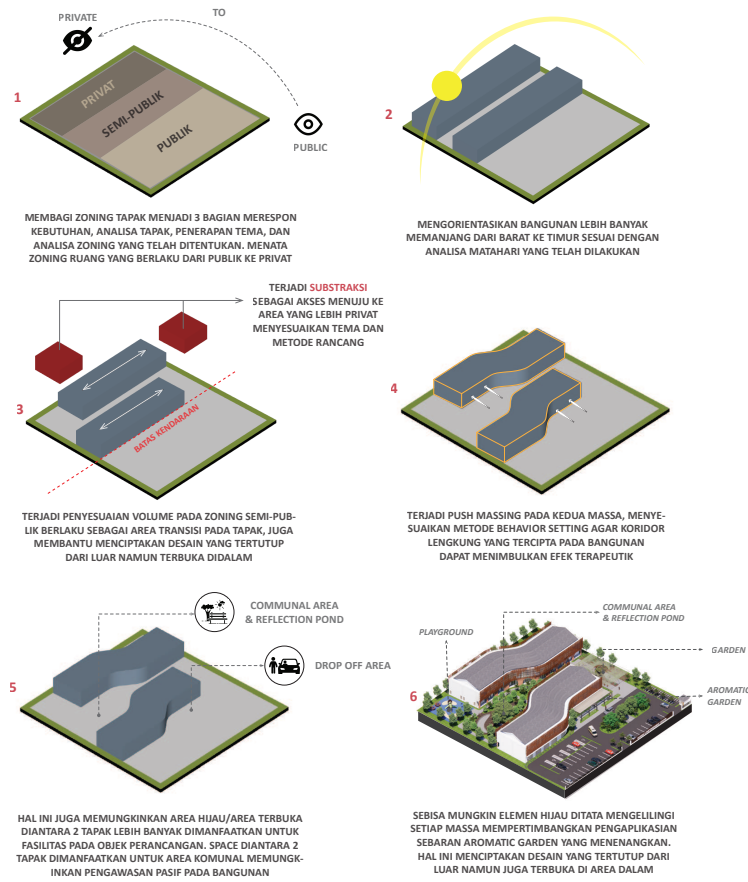 PRIVATE
TO
PUBLIC
1
PRIVAT
SEMI-PUBLIK
PUBLIK
MEMBAGI ZONING TAPAK MENJADI 3 BAGIAN MERESPON
KEBUTUHAN, ANALISA TAPAK, PENERAPAN TEMA, DAN
ANALISA ZONING YANG TELAH DITENTUKAN. MENATA
ZONING RUANG YANG BERLAKU DARI PUBLIK KE PRIVAT
2
MENGORIENTASIKAN BANGUNAN LEBIH BANYAK
MEMANJANG DARI BARAT KE TIMUR SESUAI DENGAN
ANALISA MATAHARI YANG TELAH DILAKUKAN
TERJADI SUBSTRAKSI
SEBAGAI AKSES MENUJU KE
AREA YANG LEBIH PRIVAT
MENYESUAIKAN TEMA DAN
METODE RANCANG
3
BATAS KENDARAAN
TERJADI PENYESUAIAN VOLUME PADA ZONING SEMI-PUB-
LIK BERLAKU SEBAGAI AREA TRANSISI PADA TAPAK, JUGA
MEMBANTU MENCIPTAKAN DESAIN YANG TERTUTUP
DARI LUAR NAMUN TERBUKA DIDALAM
4
TERJADI PUSH MASSING PADA KEDUA MASSA, MENYE-
SUAIKAN METODE BEHAVIOR SETTING AGAR KORIDOR
LENGKUNG YANG TERCIPTA PADA BANGUNAN
DAPAT MENIMBULKAN EFEK TERAPEUTIK
COMMUNAL AREA
& REFLECTION POND
DROP OFF AREA
5
HAL INI JUGA MEMUNGKINKAN AREA HIJAU/AREA TERBUKA
DIANTARA 2 TAPAK LEBIH BANYAK DIMANFAATKAN UNTUK
FASILITAS PADA OBJEK PERANCANGAN. SPACE DIANTARA 2
TAPAK DIMANFAATKAN UNTUK AREA KOMUNAL MEMUNGK-
INKAN PENGAWASAN PASIF PADA BANGUNAN
COMMUNAL AREA
& REFLECTION POND
PLAYGROUND
GARDEN
AROMATIC
GARDEN
6
SEBISA MUNGKIN ELEMEN HIJAU DITATA MENGELILINGI
SETIAP MASSA MEMPERTIMBANGKAN PENGAPLIKASIAN
SEBARAN AROMATIC GARDEN YANG MENENANGKAN.
HAL INI MENCIPTAKAN DESAIN YANG TERTUTUP DARI
LUAR NAMUN JUGA TERBUKA DI AREA DALAM